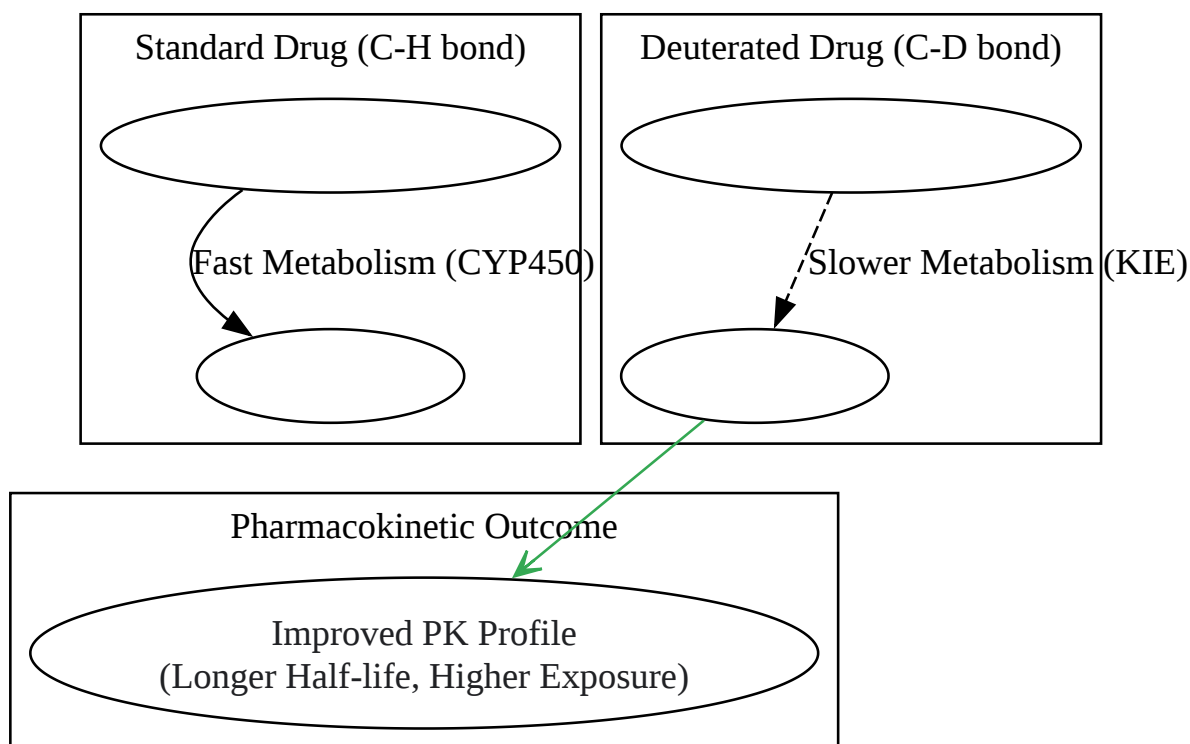 Standard Drug (C-H bond)
Deuterated Drug (C-D bond)
Fast Metabolism (CYP450)
Slower Metabolism (KIE)
Pharmacokinetic Outcome
Improved PK Profile
(Longer Half-life, Higher Exposure)